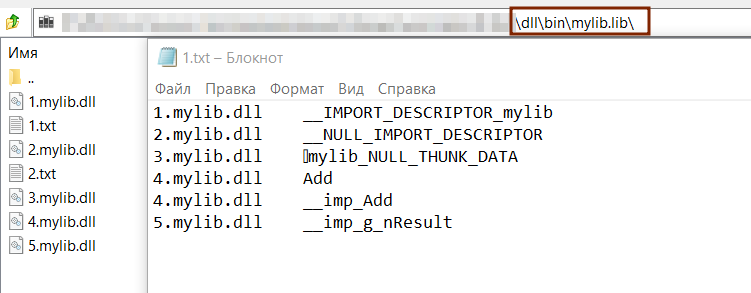 \dll\bin\mylib.lib\
Имя
..
1.mylib.dll
1.txt
2.mylib.dll
2.txt
3.mylib.dll
4.mylib.dll
5.mylib.dll
1.txt – Блокнот
Файл Правка Формат Вид Справка
1.mylib.dll __IMPORT_DESCRIPTOR_mylib
2.mylib.dll __NULL_IMPORT_DESCRIPTOR
3.mylib.dll mylib_NULL_THUNK_DATA
4.mylib.dll Add
4.mylib.dll __imp_Add
5.mylib.dll __imp_g_nResult